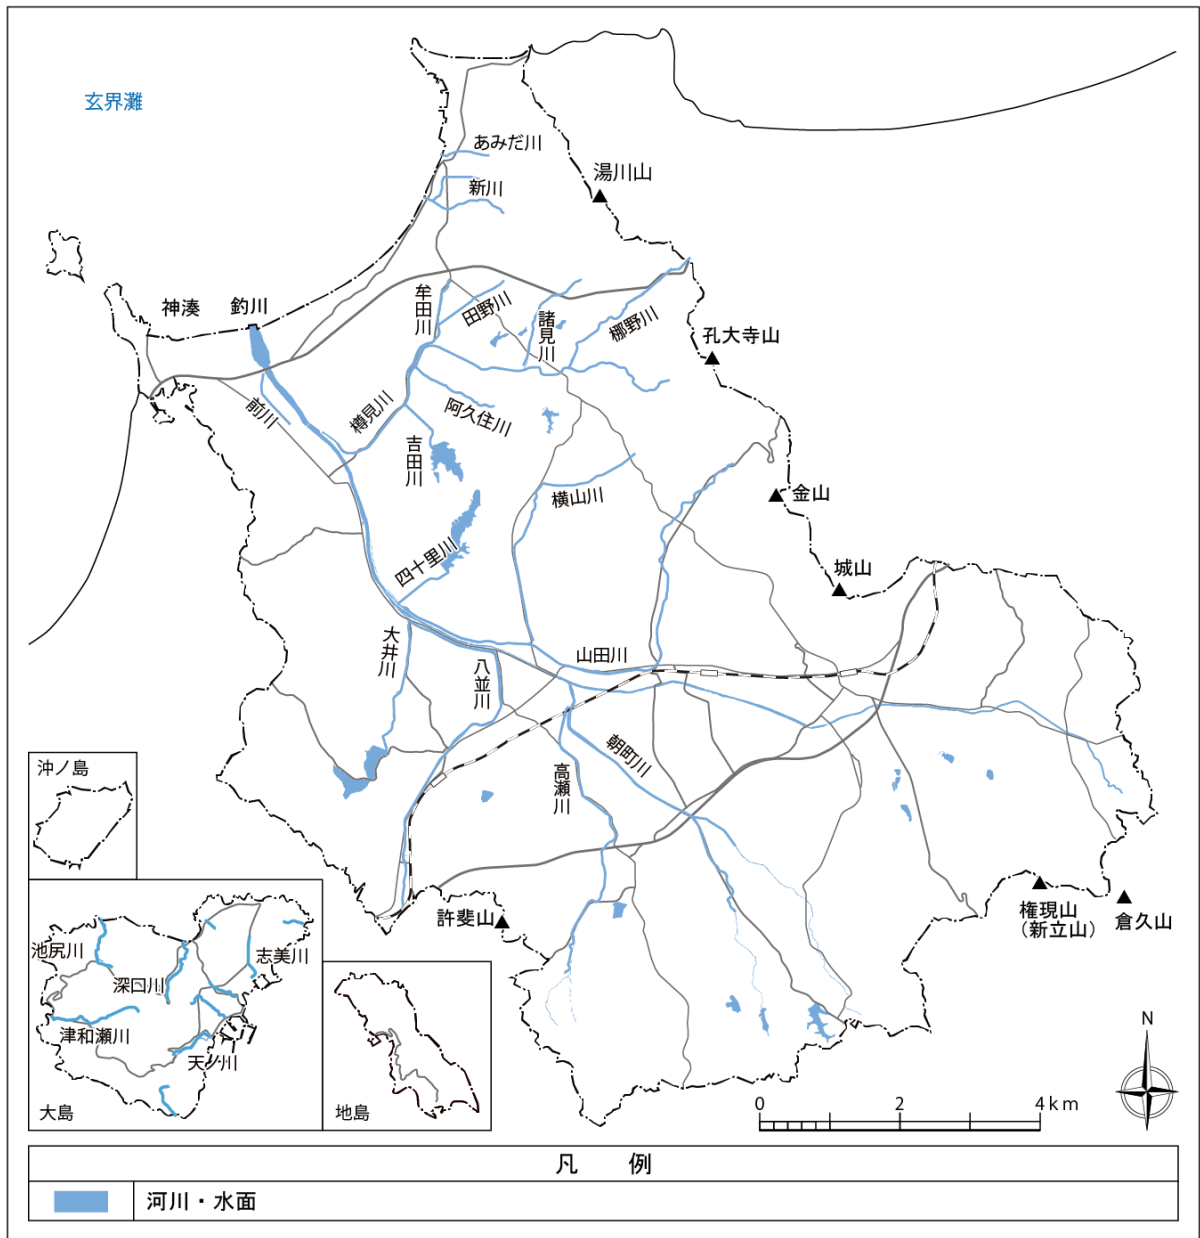 玄界灘
あみだ川
湯川山
新川
神湊
釣川
牟田川
田野川
諸見川
梛野川
孔大寺山
前川
樽見川
阿久住川
吉田川
横山川
金山
四十里川
城山
大井川
八並川
山田川
朝町川
高瀬川
沖ノ島
許斐山
権現山
(新立山)
倉久山
池尻川
深口川
志美川
津和瀬川
天ノ川
大島
地島
N
0 2 4km
凡 例
河川・水面